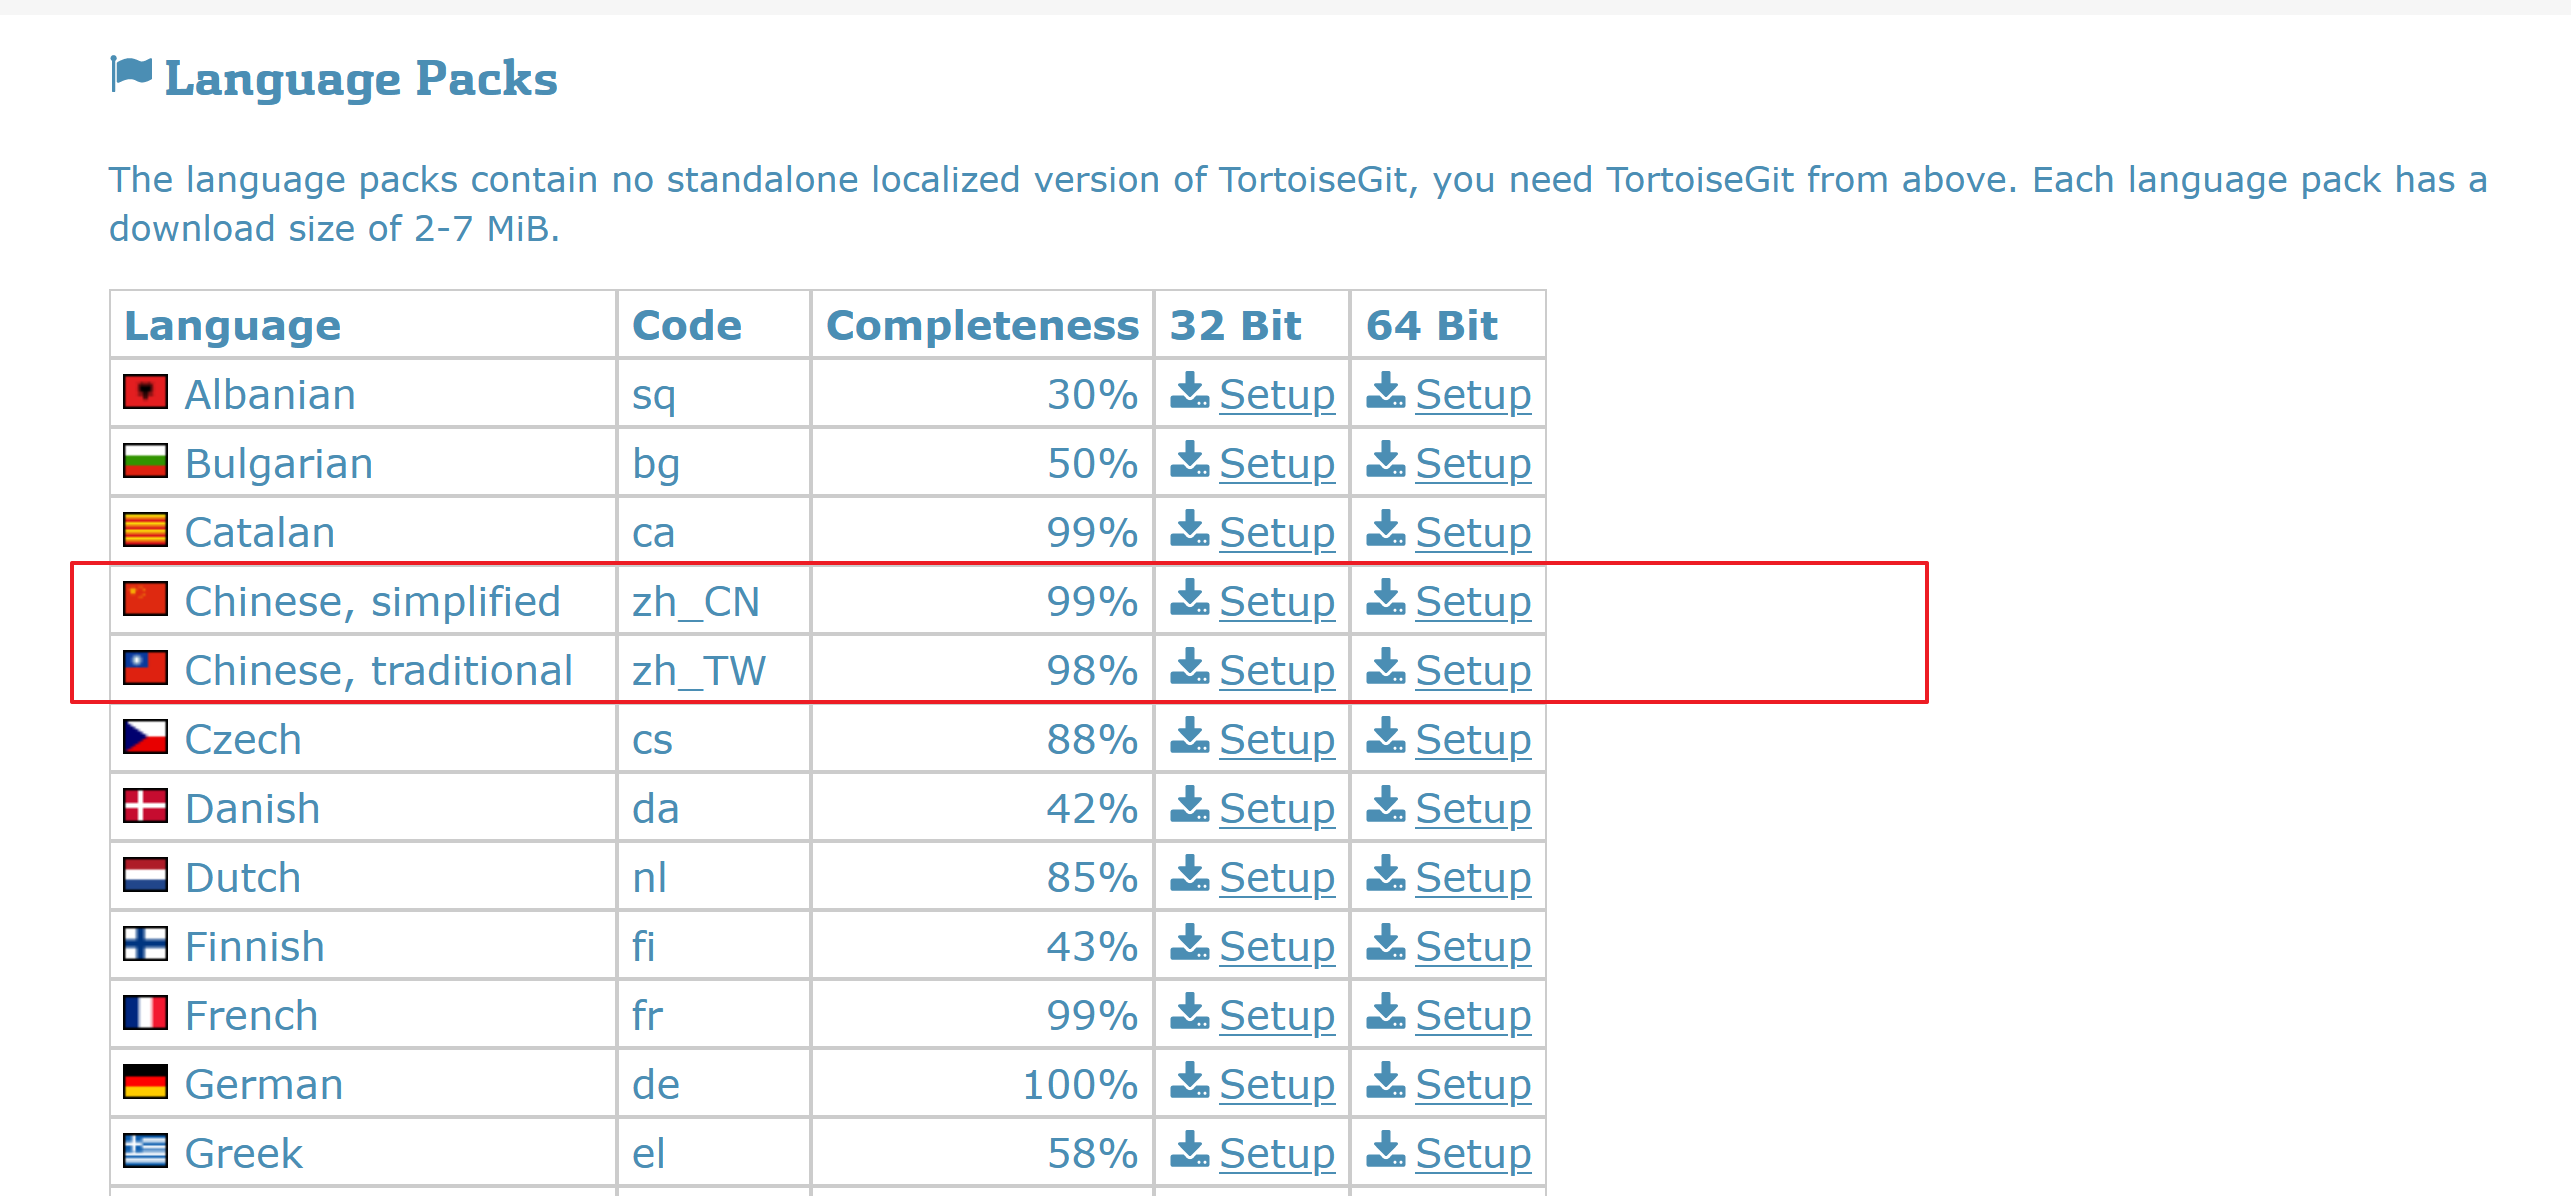 Language Packs
The language packs contain no standalone localized version of TortoiseGit, you need TortoiseGit from above. Each language pack has a
download size of 2-7 MiB.
Language Code Completeness 32 Bit 64 Bit
Albanian sq 30% Setup Setup
Bulgarian bg 50% Setup Setup
Catalan ca 99% Setup Setup
Chinese, simplified zh_CN 99% Setup Setup
Chinese, traditional zh_TW 98% Setup Setup
Czech cs 88% Setup Setup
Danish da 42% Setup Setup
Dutch nl 85% Setup Setup
Finnish fi 43% Setup Setup
French fr 99% Setup Setup
German de 100% Setup Setup
Greek el 58% Setup Setup